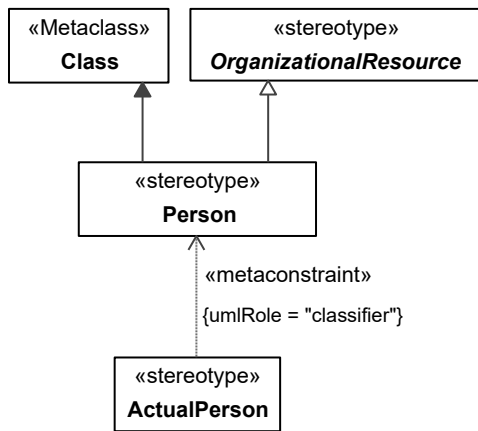 «Metaclass»
Class
«stereotype»
OrganizationalResource
«stereotype»
Person
«metaconstraint»
{umlRole = "classifier"}
«stereotype»
ActualPerson